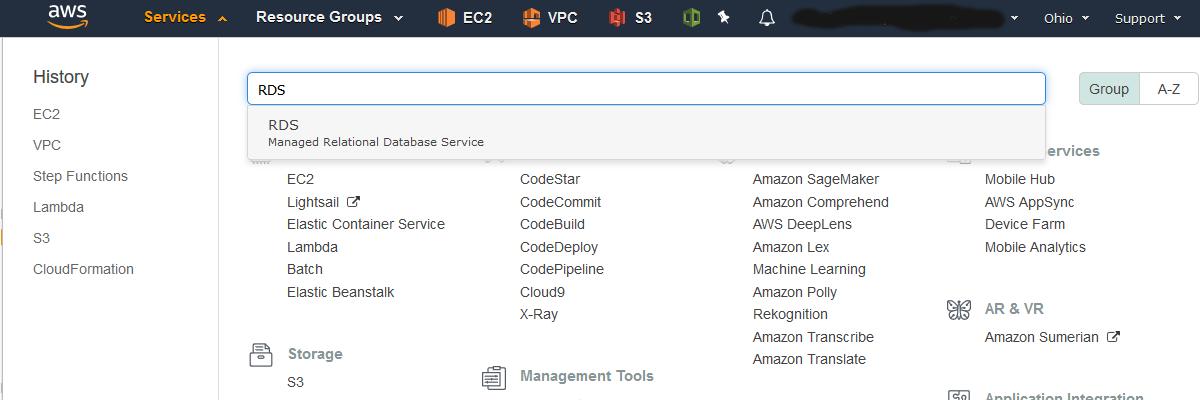 aws Services Resource Groups EC2 VPC S3 Ohio Support
History
EC2
VPC
Step Functions
Lambda
S3
CloudFormation
RDS
Group A-Z
RDS
Managed Relational Database Service
EC2
Lightsail
Elastic Container Service
Lambda
Batch
Elastic Beanstalk
Storage
S3
CodeStar
CodeCommit
CodeBuild
CodeDeploy
CodePipeline
Cloud9
X-Ray
Management Tools
Amazon SageMaker
Amazon Comprehend
AWS DeepLens
Amazon Lex
Machine Learning
Amazon Polly
Rekognition
Amazon Transcribe
Amazon Translate
ervices
Mobile Hub
AWS AppSync
Device Farm
Mobile Analytics
AR & VR
Amazon Sumerian
Application Integration